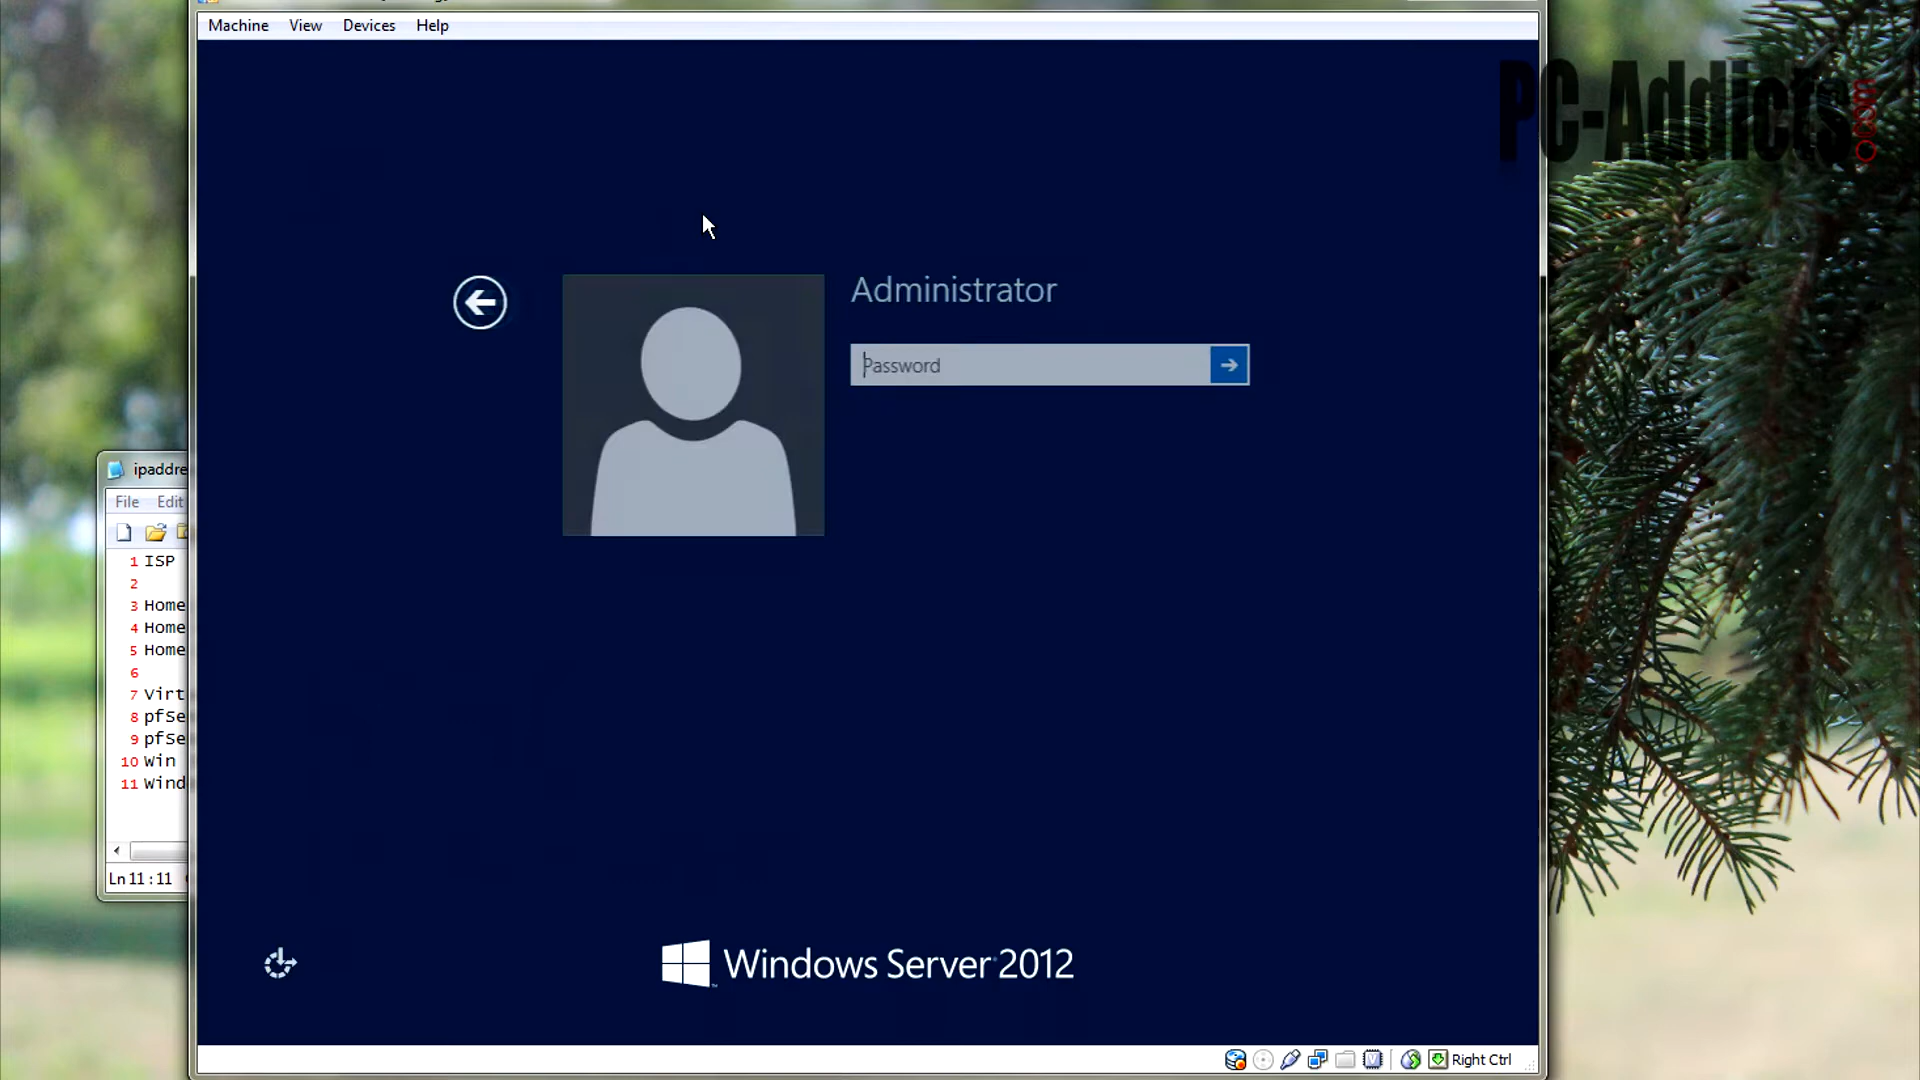 Machine View Devices Help
PC-Addicts.com
Administrator
Password
ipaddre
File Edit
1 ISP
2
3 Home
4 Home
5 Home
6
7 Virt
8 pfSe
9 pfSe
10 Win
11 Wind
Ln 11 : 11
Windows Server 2012
Right Ctrl